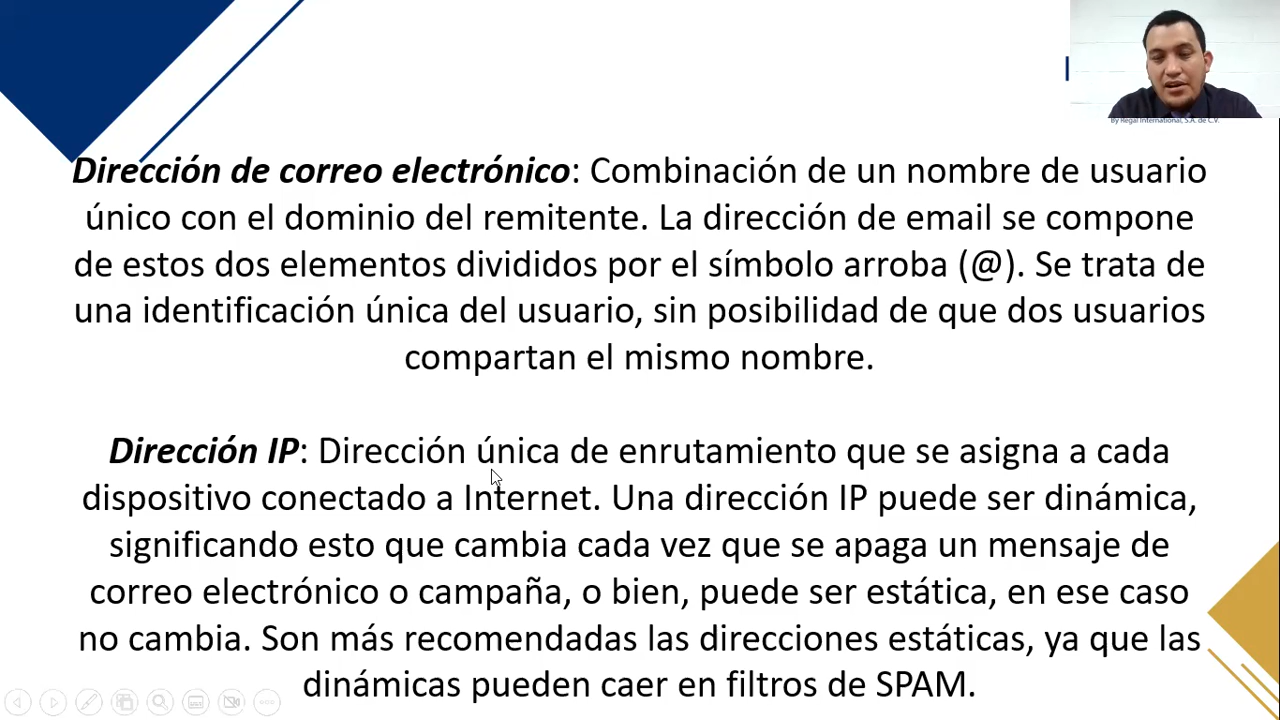 By Regal International, S.A. de C.V.
Dirección de correo electrónico: Combinación de un nombre de usuario
único con el dominio del remitente. La dirección de email se compone
de estos dos elementos divididos por el símbolo arroba (@). Se trata de
una identificación única del usuario, sin posibilidad de que dos usuarios
compartan el mismo nombre.
Dirección IP: Dirección única de enrutamiento que se asigna a cada
dispositivo conectado a Internet. Una dirección IP puede ser dinámica,
significando esto que cambia cada vez que se apaga un mensaje de
correo electrónico o campaña, o bien, puede ser estática, en ese caso
no cambia. Son más recomendadas las direcciones estáticas, ya que las
dinámicas pueden caer en filtros de SPAM.